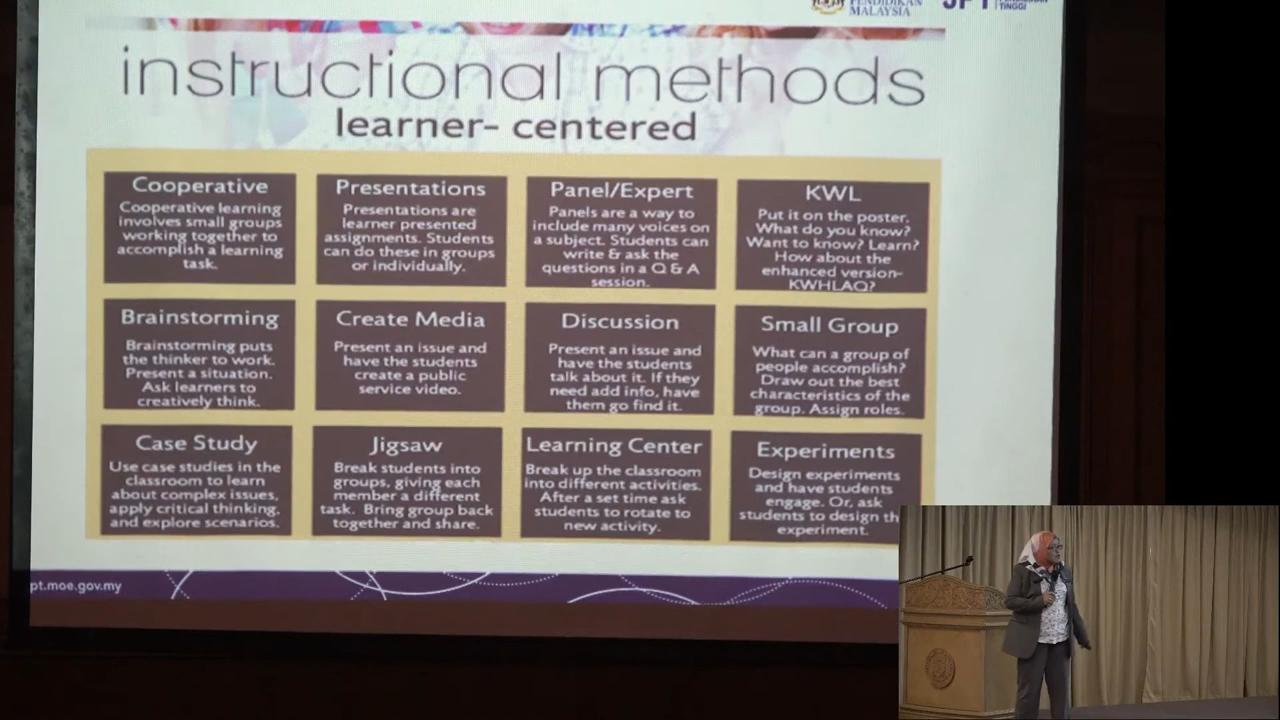 PENDIDIKAN
MALAYSIA
TINGGI
instructional methods
learner- centered
Cooperative
Cooperative learning
involves small groups
working together to
accomplish a learning
task.
Presentations
Presentations are
learner presented
assignments. Students
can do these in groups
or individually.
Panel/Expert
Panels are a way to
include many voices on
a subject. Students can
write & ask the
questions in a Q & A
session.
KWL
Put it on the poster.
What do you know?
Want to know? Learn?
How about the
enhanced version-
KWHLAQ?
Brainstorming
Brainstorming puts
the thinker to work.
Present a situation.
Ask learners to
creatively think.
Create Media
Present an issue and
have the students
create a public
service video.
Discussion
Present an issue and
have the students
talk about it. If they
need add info, have
them go find it.
Small Group
What can a group of
people accomplish?
Draw out the best
characteristics of the
group. Assign roles.
Case Study
Use case studies in the
classroom to learn
about complex issues,
apply critical thinking,
and explore scenarios.
Jigsaw
Break students into
groups, giving each
member a different
task. Bring group back
together and share.
Learning Center
Break up the classroom
into different activities.
After a set time ask
students to rotate to
new activity.
Experiments
Design experiments
and have students
engage. Or, ask
students to design th
experiment.
pt.moe.gov.my